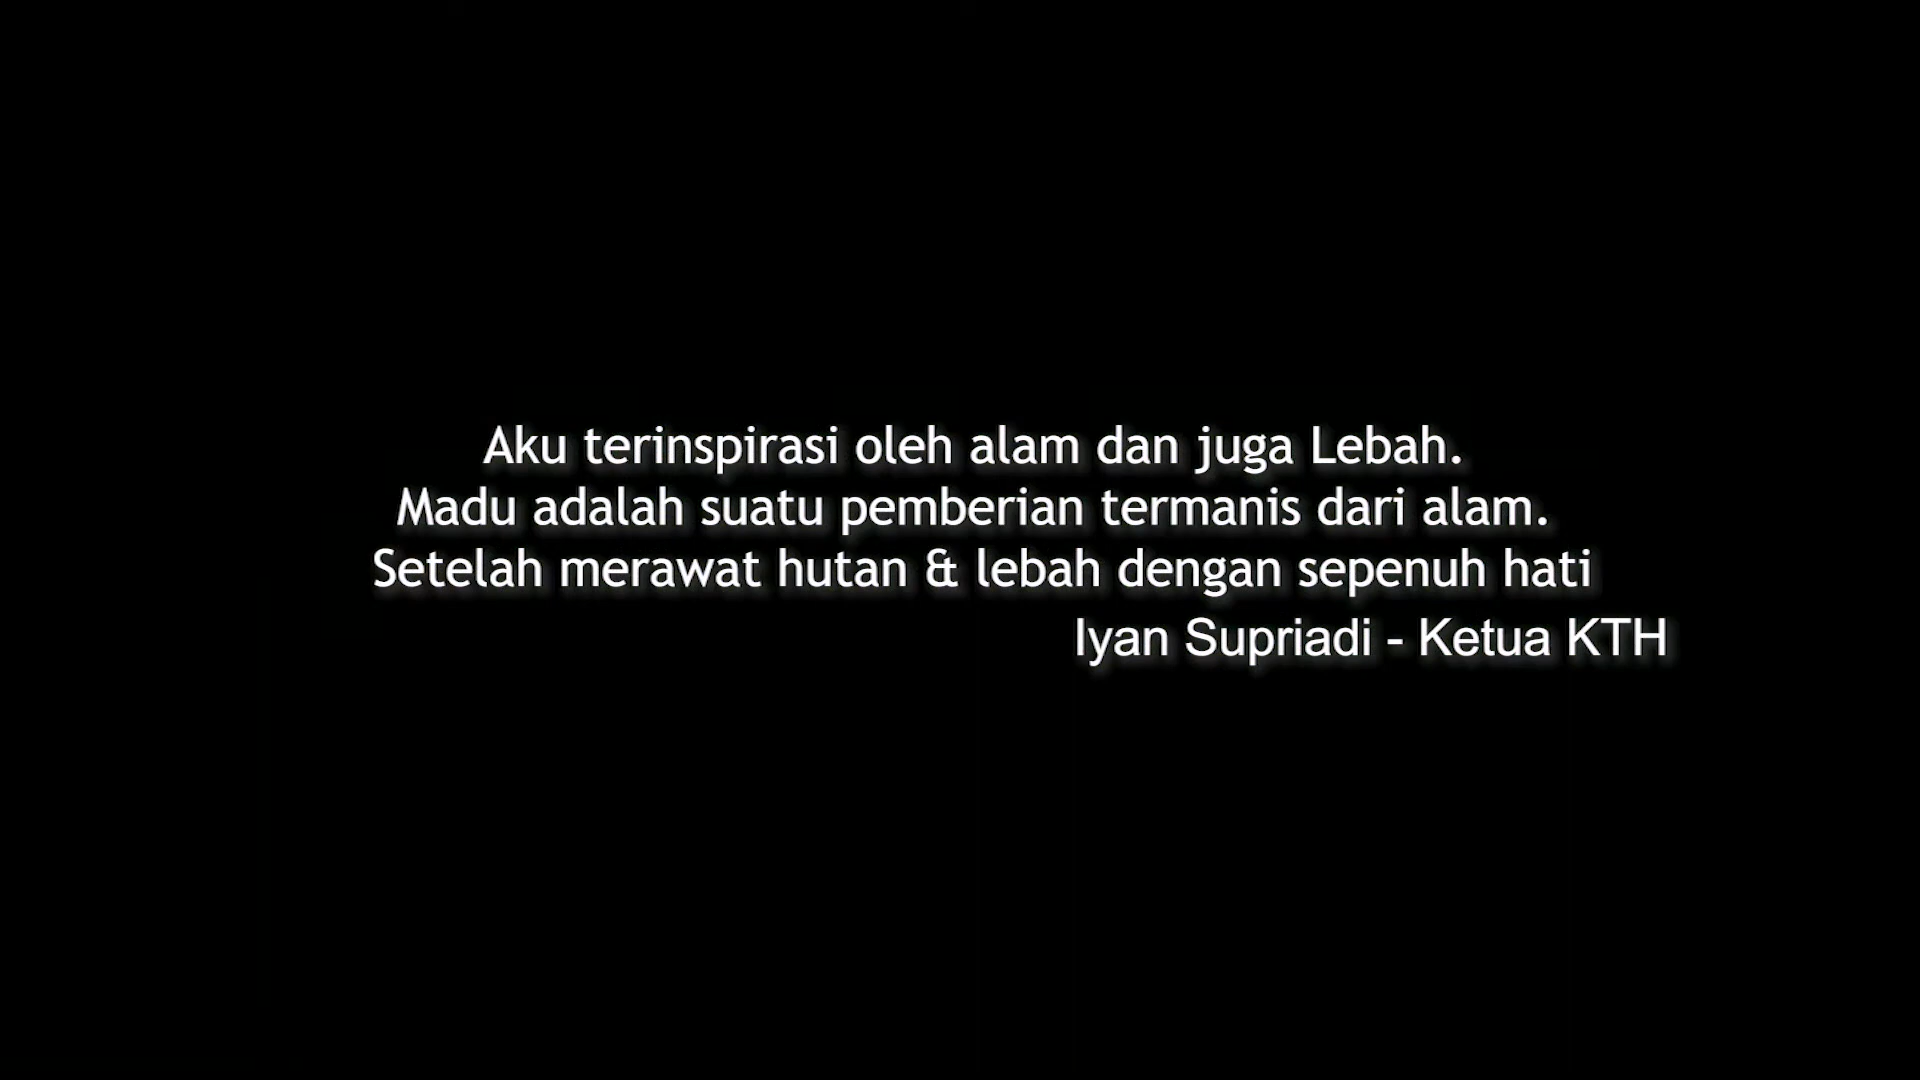 Aku terinspirasi oleh alam dan juga Lebah.
Madu adalah suatu pemberian termanis dari alam.
Setelah merawat hutan & lebah dengan sepenuh hati
Iyan Supriadi - Ketua KTH